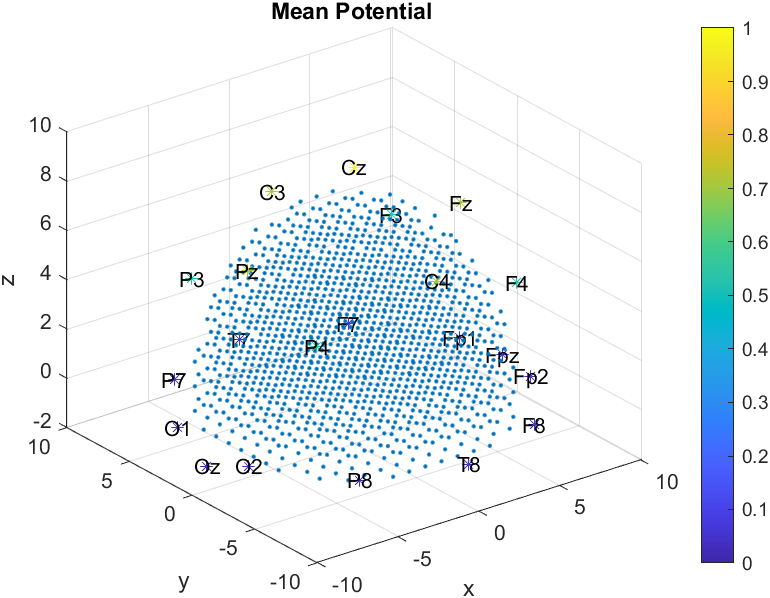 Mean Potential
1
0.9
0.8
0.7
0.6
0.5
0.4
0.3
0.2
0.1
0
10
8
6
4
2
0
-2
z
10
5
0
-5
-10
y
-10
-5
0
5
10
x
Cz
C3
Fz
F3
Pz
P3
C4
F4
F7
T7
P4
Fp1
Fpz
Fp2
P7
O1
F8
Oz
O2
T8
P8